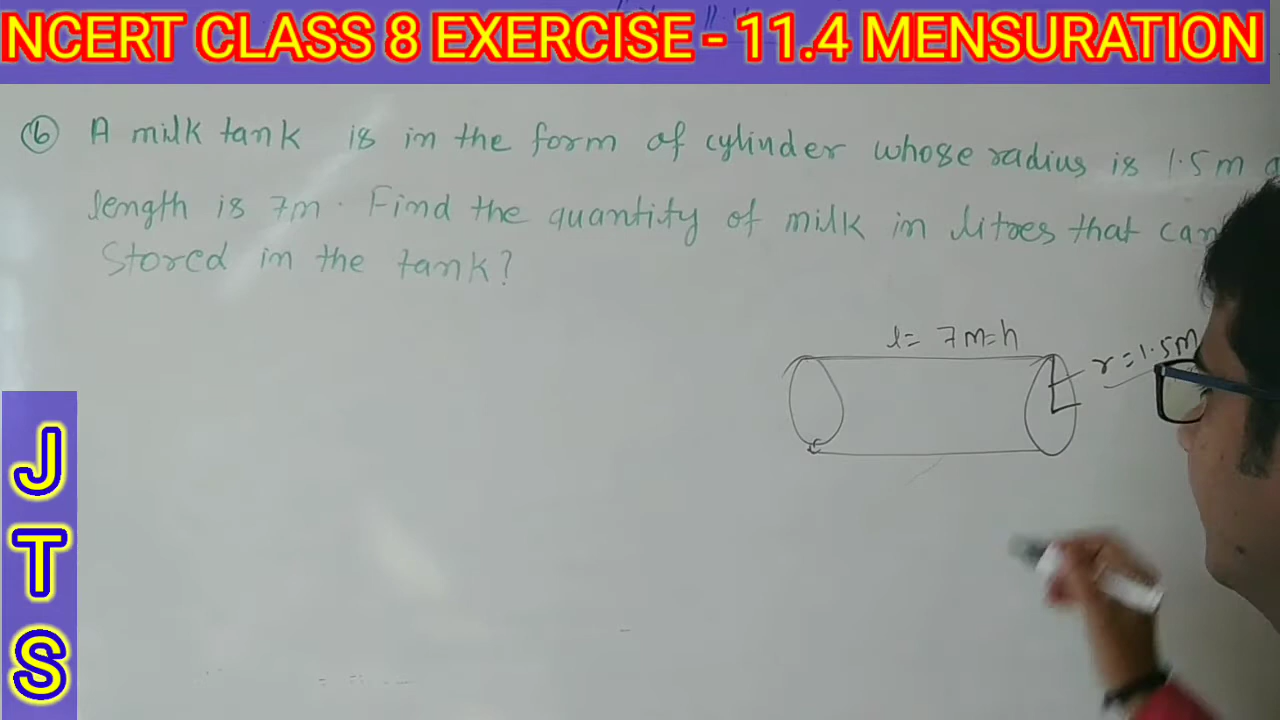 NCERT CLASS 8 EXERCISE - 11.4 MENSURATION
6 A milk tank is in the form of cylinder whose radius is 1.5 m
length is 7m. Find the quantity of milk in litres that can
Stored in the tank?
l = 7m = h
r = 1.5m
J
T
S